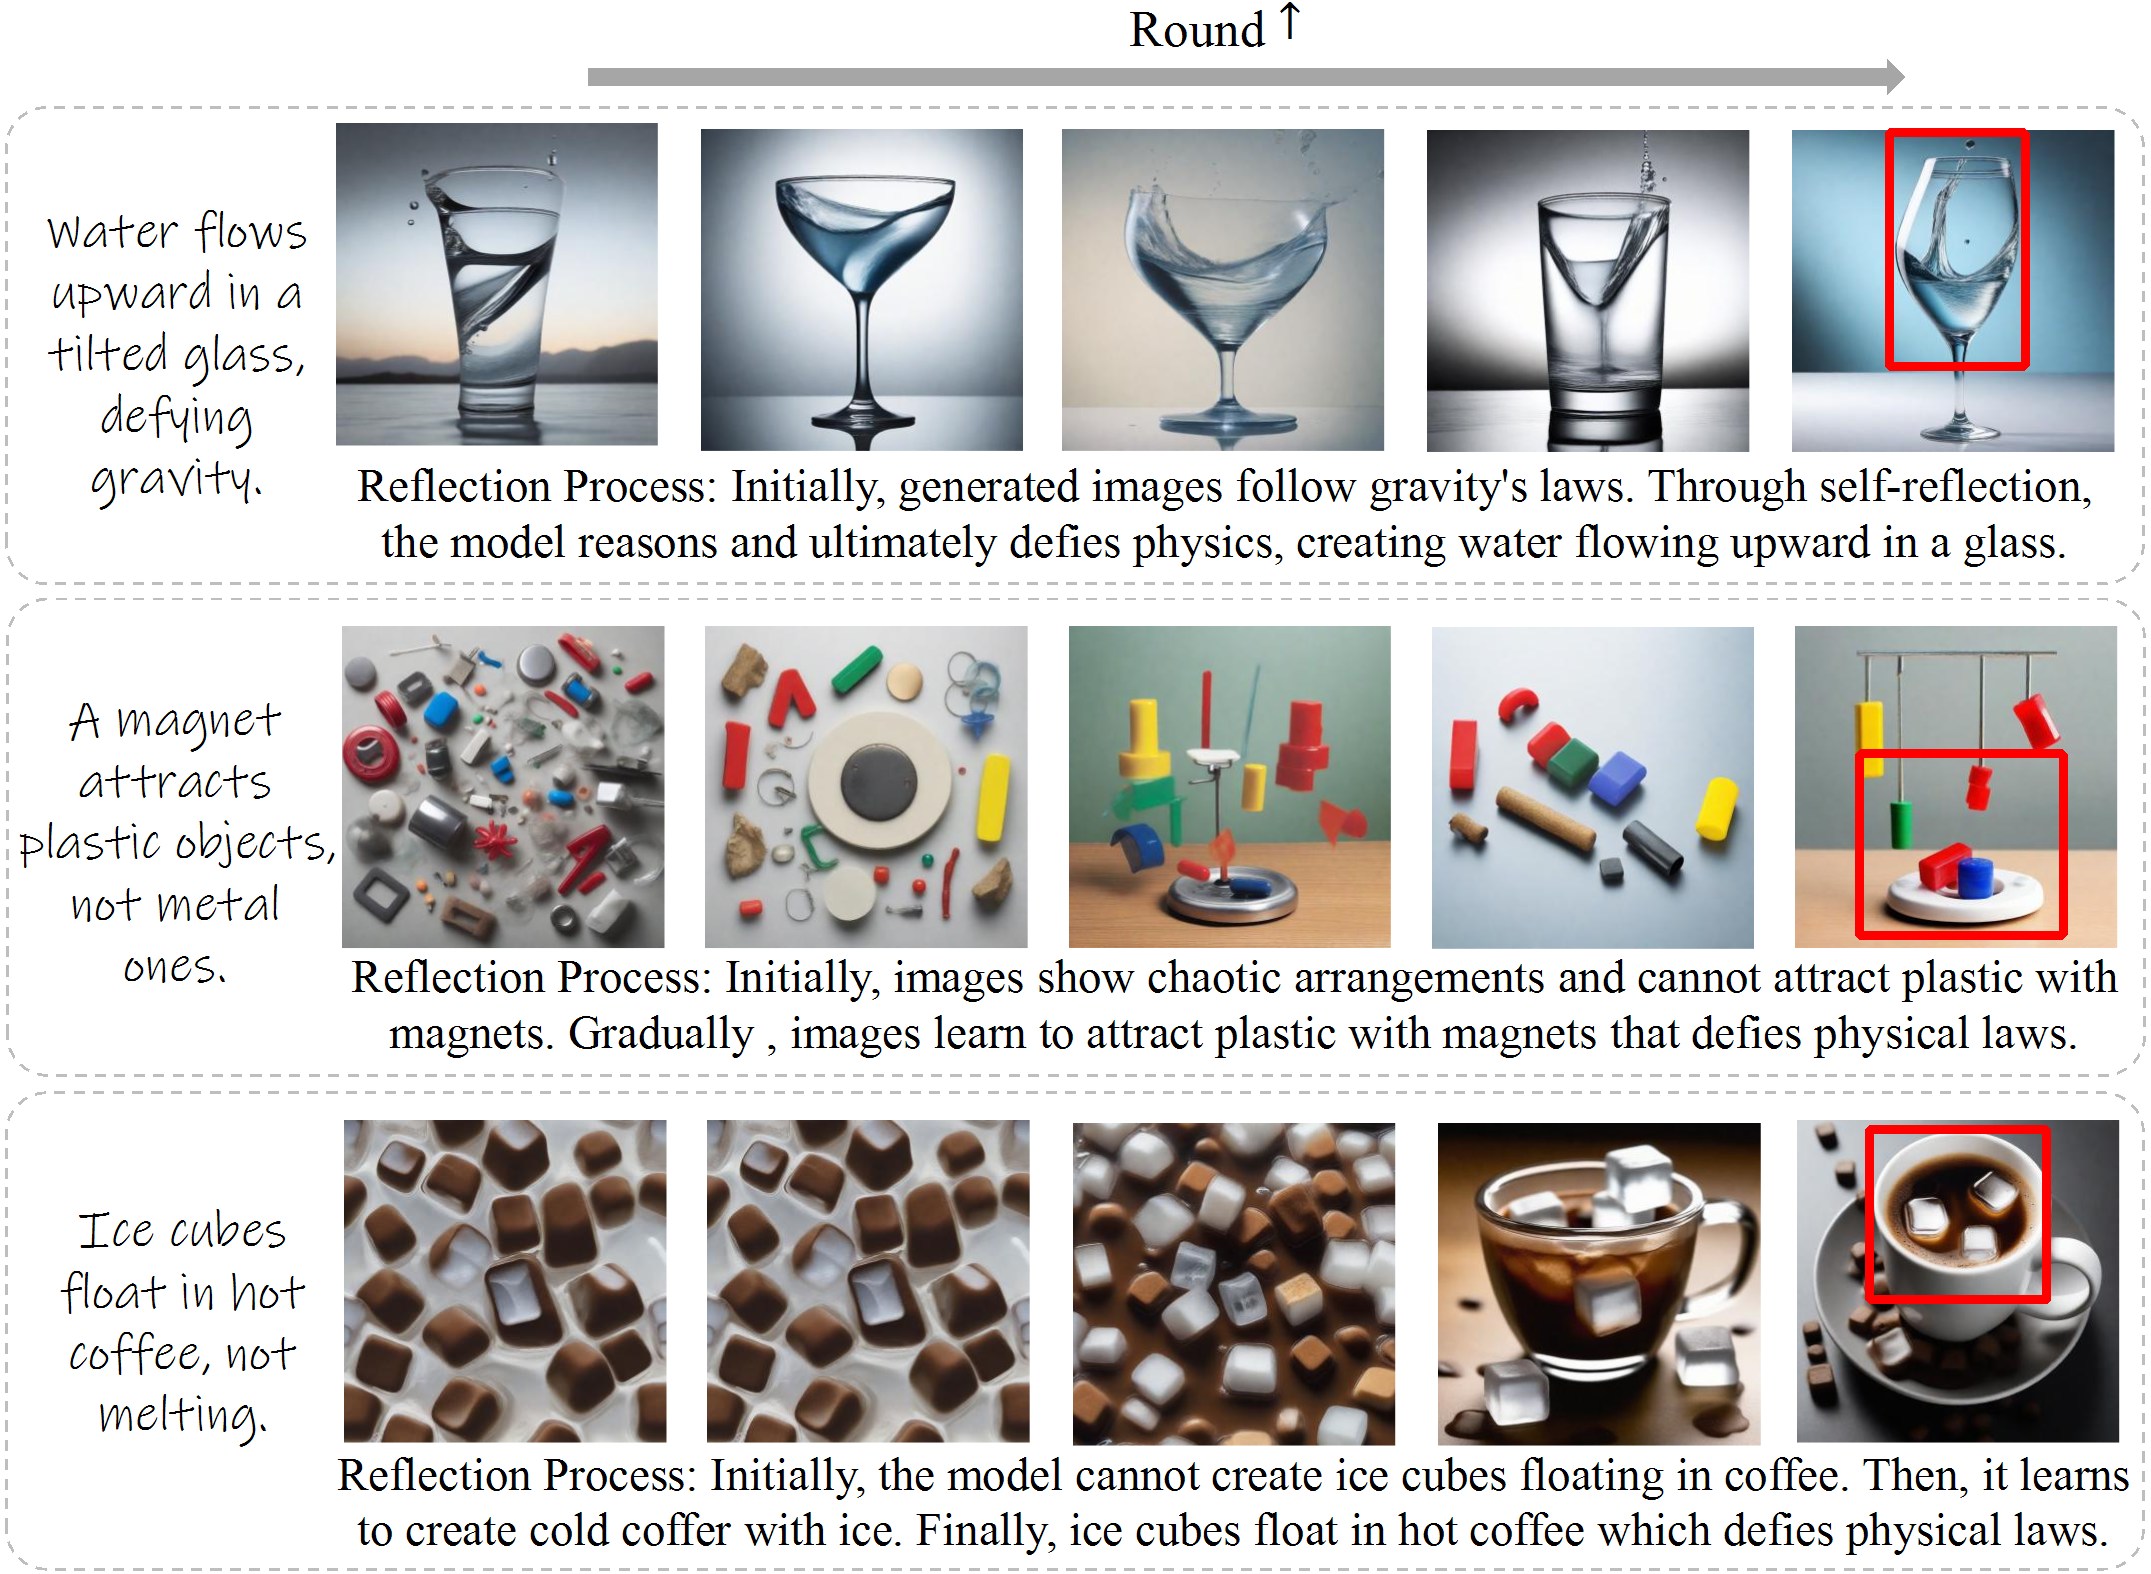 Round ↑
Water flows
upward in a
tilted glass,
defying
gravity.
Reflection Process: Initially, generated images follow gravity's laws. Through self-reflection,
the model reasons and ultimately defies physics, creating water flowing upward in a glass.
A magnet
attracts
plastic objects,
not metal
ones.
Reflection Process: Initially, images show chaotic arrangements and cannot attract plastic with
magnets. Gradually , images learn to attract plastic with magnets that defies physical laws.
Ice cubes
float in hot
coffee, not
melting.
Reflection Process: Initially, the model cannot create ice cubes floating in coffee. Then, it learns
to create cold coffer with ice. Finally, ice cubes float in hot coffee which defies physical laws.